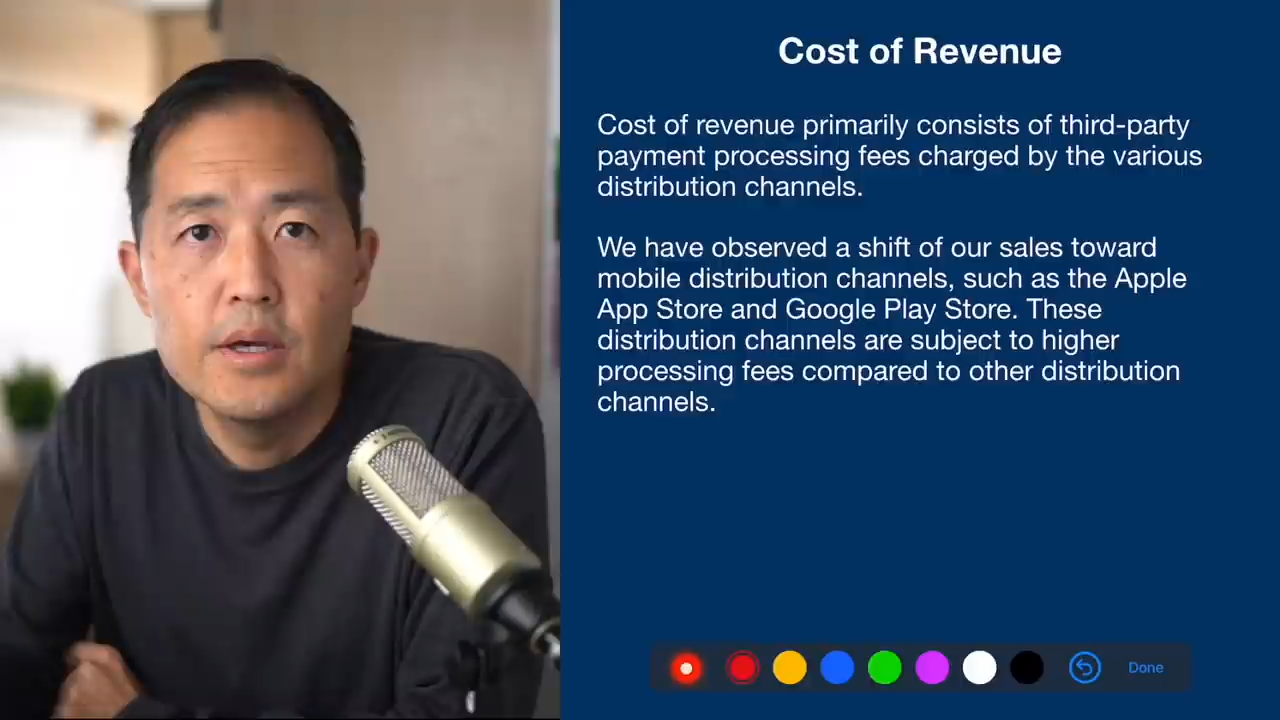 Cost of Revenue
Cost of revenue primarily consists of third-party
payment processing fees charged by the various
distribution channels.
We have observed a shift of our sales toward
mobile distribution channels, such as the Apple
App Store and Google Play Store. These
distribution channels are subject to higher
processing fees compared to other distribution
channels.
Done